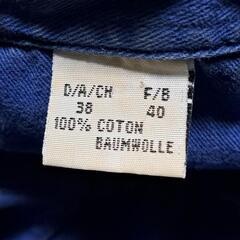 D/A/CH F/B
38 40
100% COTON
BAUMWOLLE